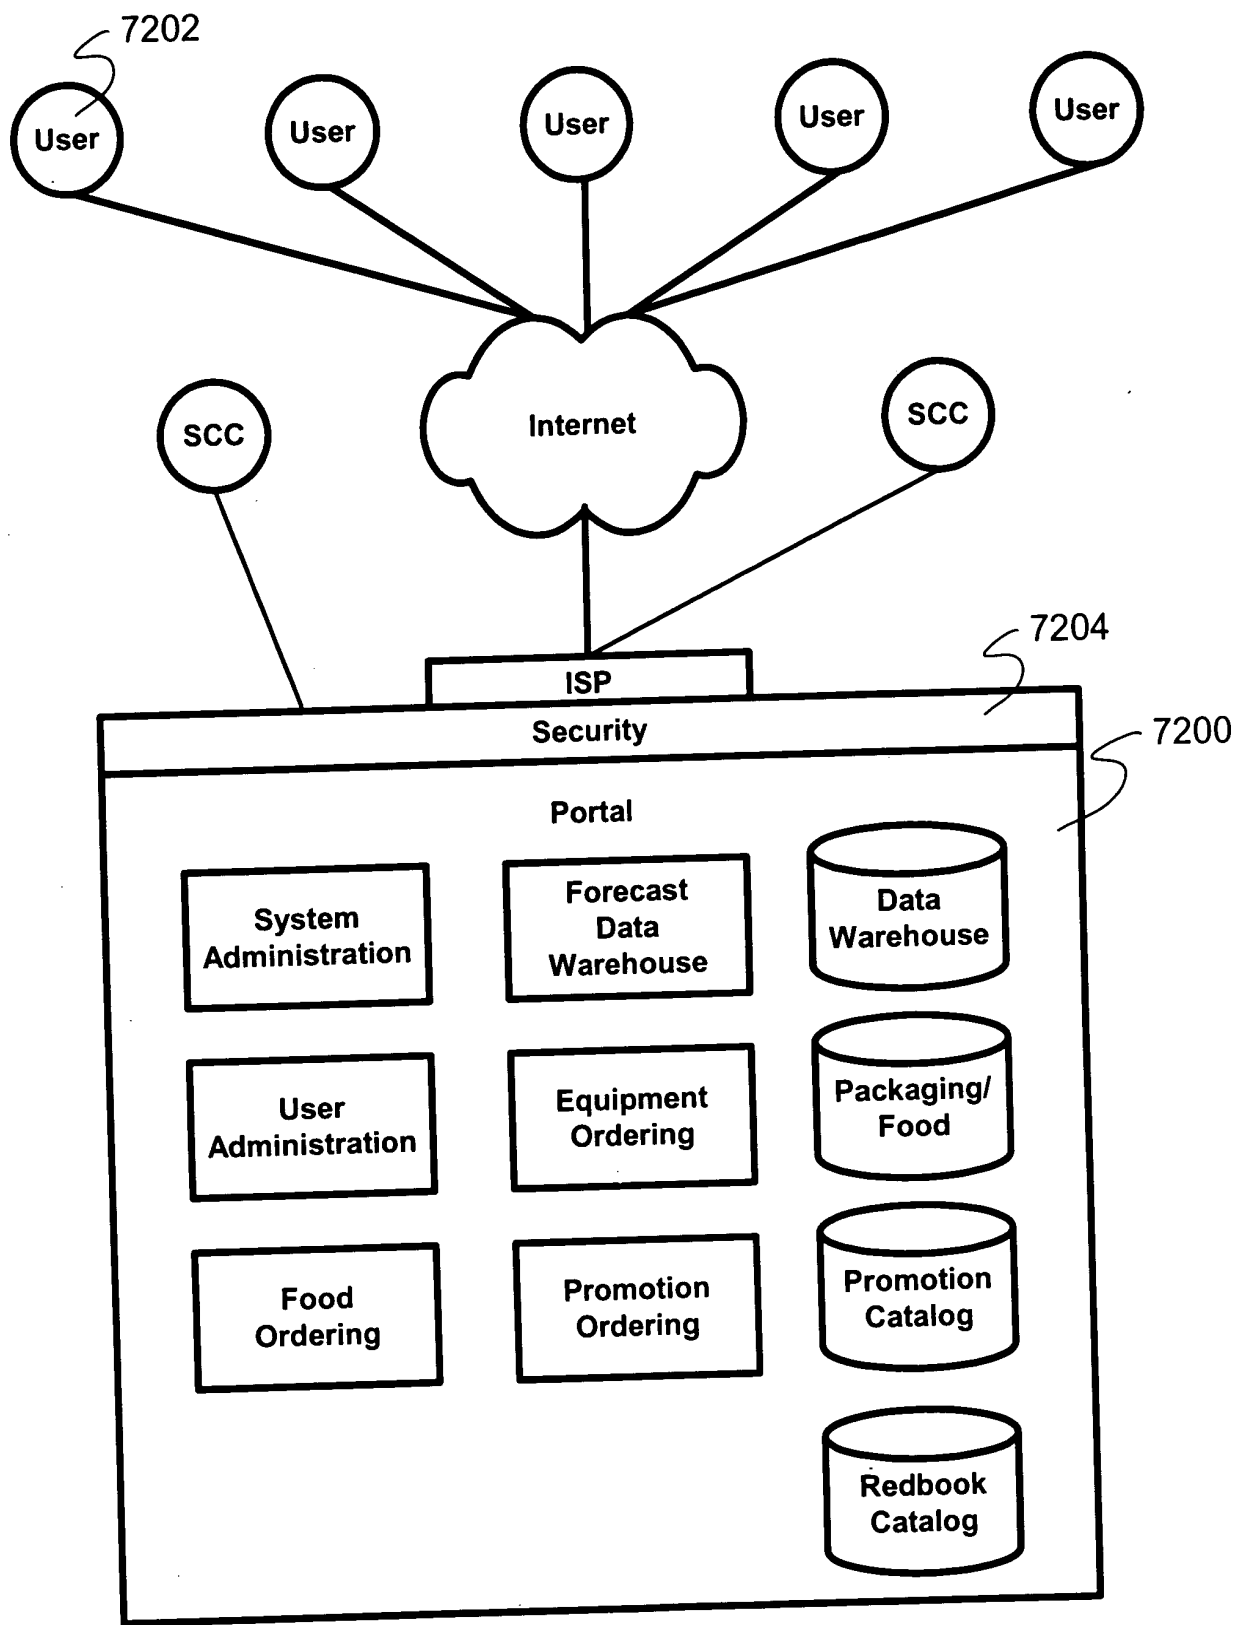 7202
User
User
User
User
User
Internet
SCC
SCC
7204
ISP
Security
7200
Portal
System
Administration
Forecast
Data
Warehouse
Data
Warehouse
User
Administration
Equipment
Ordering
Packaging/
Food
Food
Ordering
Promotion
Ordering
Promotion
Catalog
Redbook
Catalog